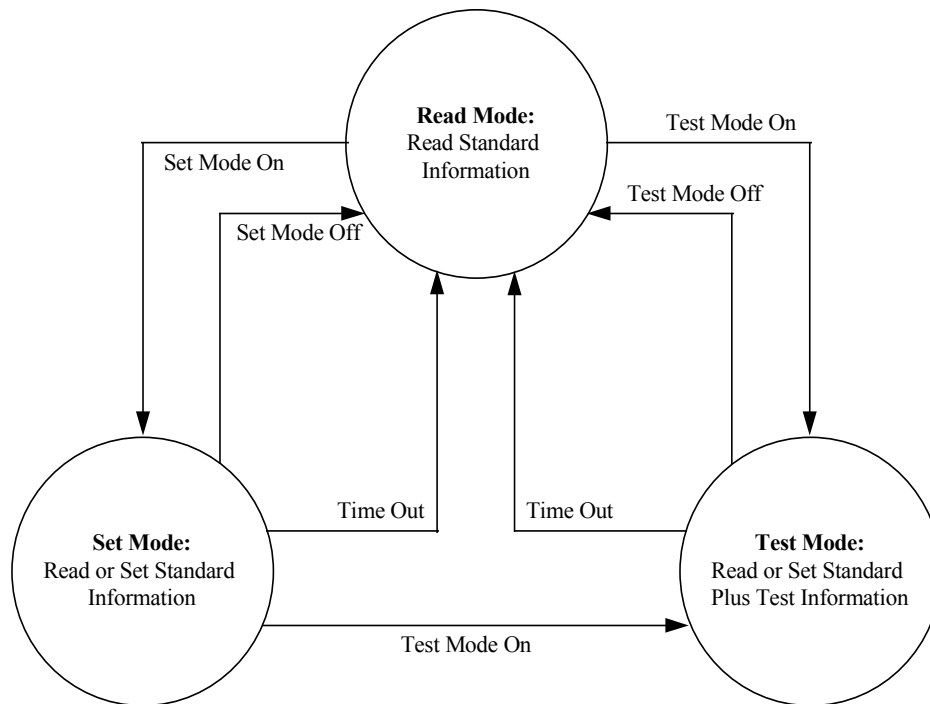 Read Mode:
Read Standard
Information
Test Mode On
Set Mode On
Test Mode Off
Set Mode Off
Time Out
Time Out
Set Mode:
Read or Set Standard
Information
Test Mode:
Read or Set Standard
Plus Test Information
Test Mode On